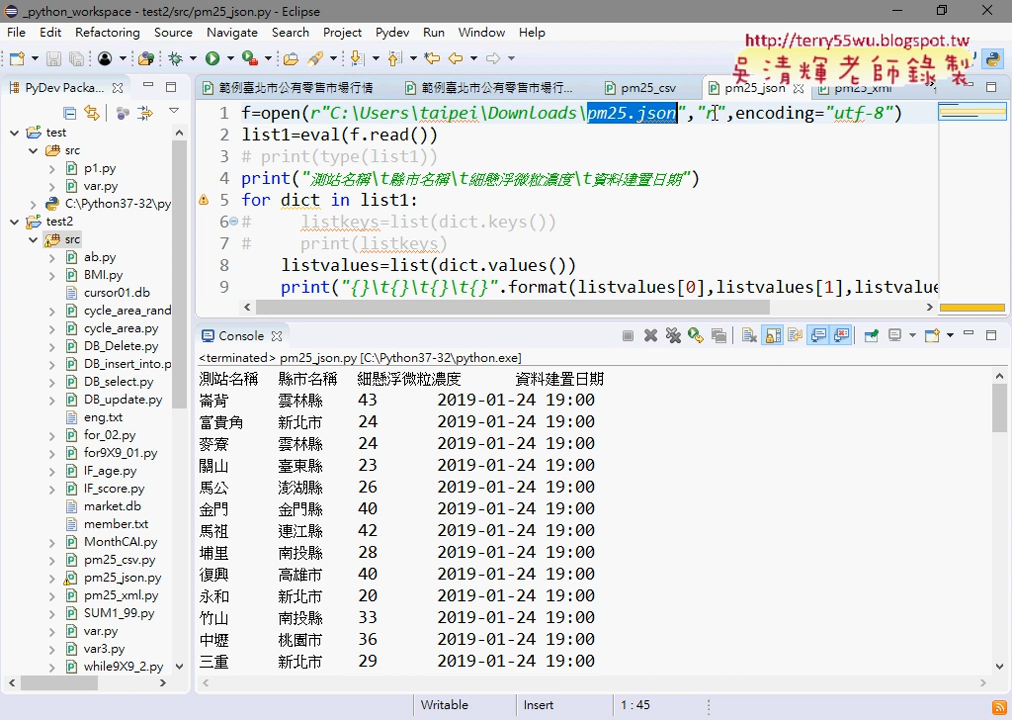 _python_workspace - test2/src/pm25_json.py - Eclipse
File Edit Refactoring Source Navigate Search Project Pydev Run Window Help
http://terry55wu.blogspot.tw
吳清輝老師錄製
PyDev Packa...
範例臺北市公有零售市場行情
範例臺北市公有零售市場行...
pm25_csv
pm25_json
pm25_xml
test
src
p1.py
var.py
C:\Python37-32\py
test2
src
ab.py
BMI.py
cursor01.db
cycle_area_rand
cycle_area.py
DB_Delete.py
DB_insert_into.p
DB_select.py
DB_update.py
eng.txt
for_02.py
for9X9_01.py
IF_age.py
IF_score.py
market.db
member.txt
MonthCAl.py
pm25_csv.py
pm25_json.py
pm25_xml.py
SUM1_99.py
var.py
var3.py
while9X9_2.py
1 f=open(r"C:\Users\taipei\Downloads\pm25.json","r",encoding="utf-8")
2 list1=eval(f.read())
3 # print(type(list1))
4 print("測站名稱\t縣市名稱\t細懸浮微粒濃度\t資料建置日期")
5 for dict in list1:
6 # listkeys=list(dict.keys())
7 # print(listkeys)
8 listvalues=list(dict.values())
9 print("{}\t{}\t{}\t{}".format(listvalues[0],listvalues[1],listvalue
Console
<terminated> pm25_json.py [C:\Python37-32\python.exe]
測站名稱 縣市名稱 細懸浮微粒濃度 資料建置日期
崙背 雲林縣 43 2019-01-24 19:00
富貴角 新北市 24 2019-01-24 19:00
麥寮 雲林縣 24 2019-01-24 19:00
關山 臺東縣 23 2019-01-24 19:00
馬公 澎湖縣 26 2019-01-24 19:00
金門 金門縣 40 2019-01-24 19:00
馬祖 連江縣 42 2019-01-24 19:00
埔里 南投縣 28 2019-01-24 19:00
復興 高雄市 40 2019-01-24 19:00
永和 新北市 20 2019-01-24 19:00
竹山 南投縣 33 2019-01-24 19:00
中壢 桃園市 36 2019-01-24 19:00
三重 新北市 29 2019-01-24 19:00
Writable Insert 1 : 45